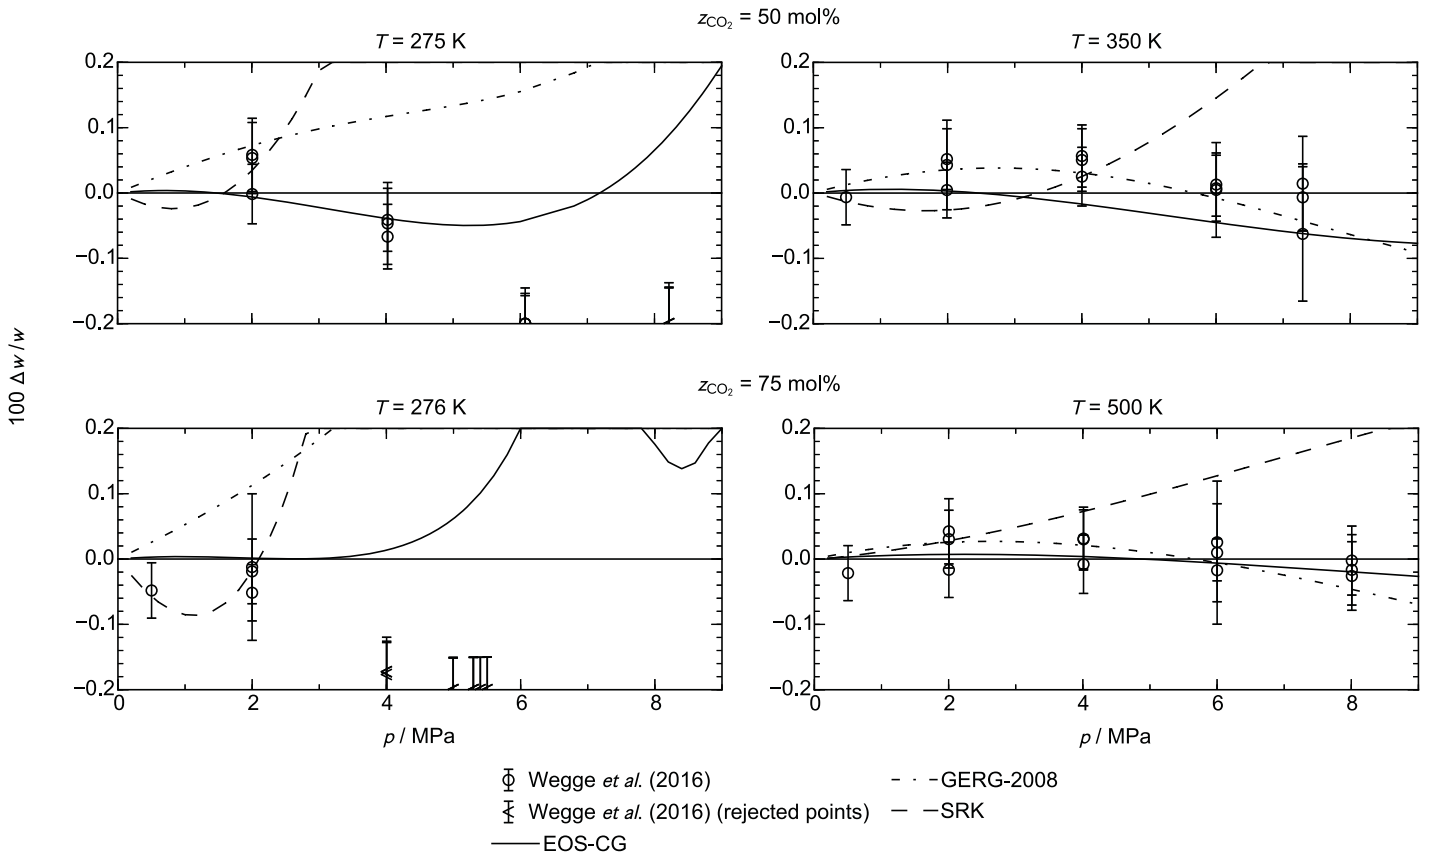 zCO₂ = 50 mol%
T = 275 K
T = 350 K
0.2
0.1
0.0
−0.1
−0.2
0.2
0.1
0.0
−0.1
−0.2
100 Δw/w
zCO₂ = 75 mol%
T = 276 K
T = 500 K
0.2
0.1
0.0
−0.1
−0.2
0 2 4 6 8
0.2
0.1
0.0
−0.1
−0.2
0 2 4 6 8
p / MPa
p / MPa
Wegge et al. (2016)
Wegge et al. (2016) (rejected points)
EOS-CG
GERG-2008
SRK